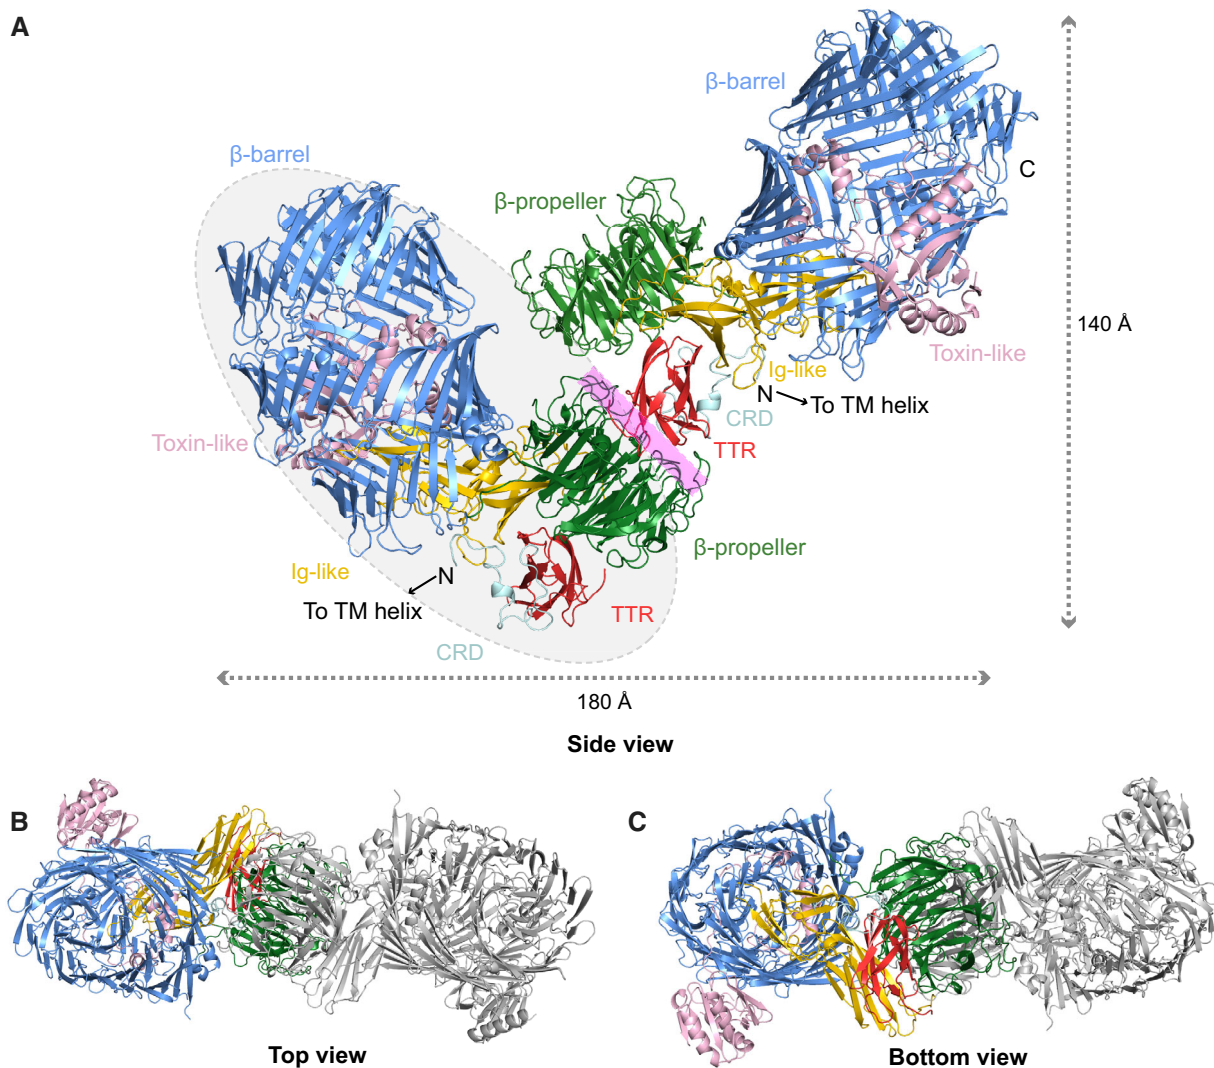 A
β-barrel
C
β-barrel
β-propeller
140 Å
Toxin-like
Ig-like
N
To TM helix
CRD
TTR
Toxin-like
β-propeller
Ig-like
N
To TM helix
TTR
CRD
180 Å
Side view
B
C
Top view
Bottom view